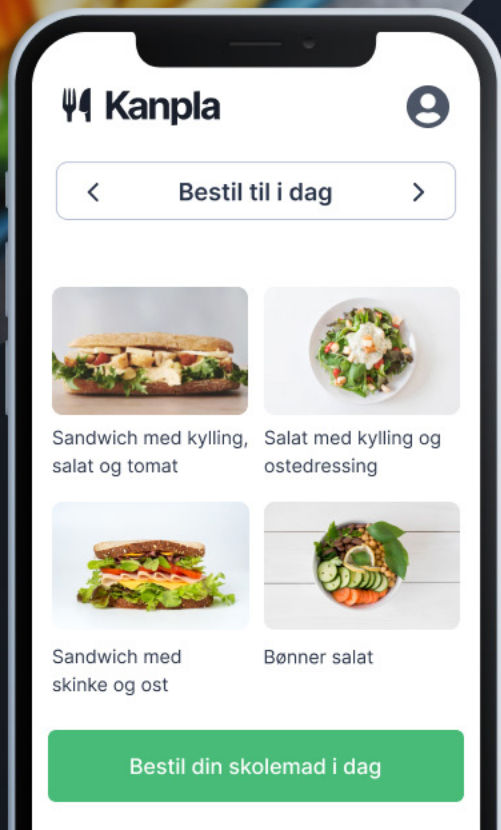 Kanpla
Bestil til i dag
Sandwich med kylling,
salat og tomat
Salat med kylling og
ostedressing
Sandwich med
skinke og ost
Bønner salat
Bestil din skolemad i dag